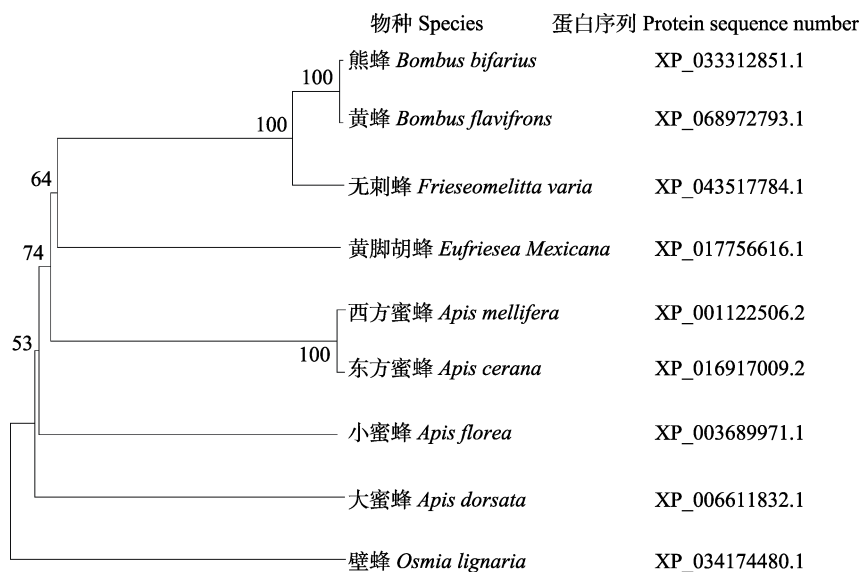 物种 Species 蛋白序列 Protein sequence number
100 熊蜂 Bombus bifarius XP_033312851.1
100 黄蜂 Bombus flavifrons XP_068972793.1
64 无刺蜂 Frieseomelitta varia XP_043517784.1
74 黄脚胡蜂 Eufriesea Mexicana XP_017756616.1
西方蜜蜂 Apis mellifera XP_001122506.2
53 100 东方蜜蜂 Apis cerana XP_016917009.2
小蜜蜂 Apis florea XP_003689971.1
大蜜蜂 Apis dorsata XP_006611832.1
壁蜂 Osmia lignaria XP_034174480.1